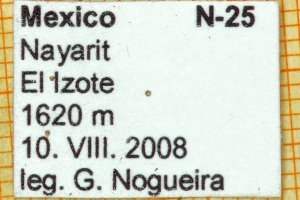 Mexico N-25
Nayarit
El Izote
1620 m
10. VIII. 2008
leg. G. Nogueira